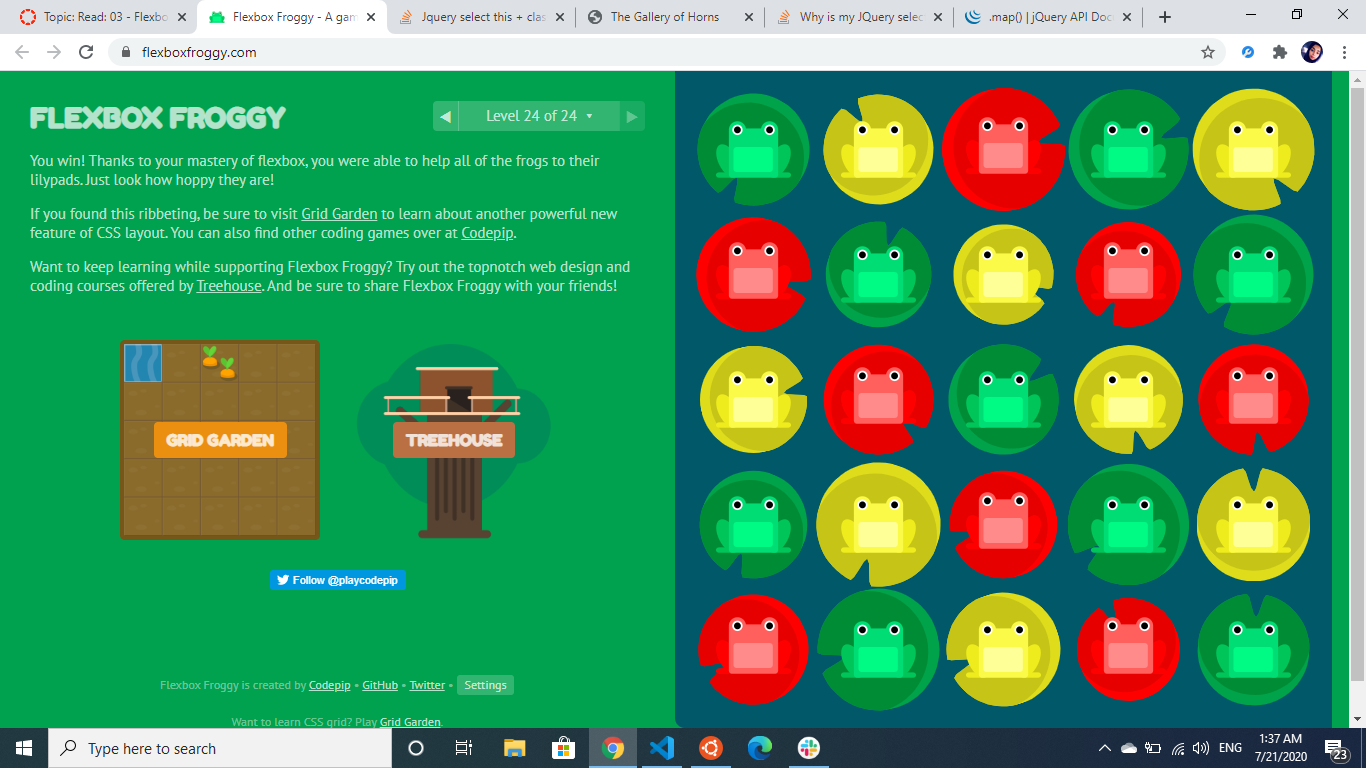 Topic: Read: 03 - Flexbo
Flexbox Froggy - A gam
Jquery select this + clas
The Gallery of Horns
Why is my JQuery selec
.map() | jQuery API Doc
flexboxfroggy.com
FLEXBOX FROGGY
Level 24 of 24
You win! Thanks to your mastery of flexbox, you were able to help all of the frogs to their
lilypads. Just look how hoppy they are!
If you found this ribbeting, be sure to visit Grid Garden to learn about another powerful new
feature of CSS layout. You can also find other coding games over at Codepip.
Want to keep learning while supporting Flexbox Froggy? Try out the topnotch web design and
coding courses offered by Treehouse. And be sure to share Flexbox Froggy with your friends!
GRID GARDEN
TREEHOUSE
Follow @playcodepip
Flexbox Froggy is created by Codepip • GitHub • Twitter • Settings
Want to learn CSS grid? Play Grid Garden.
Type here to search
ENG
1:37 AM
7/21/2020
23